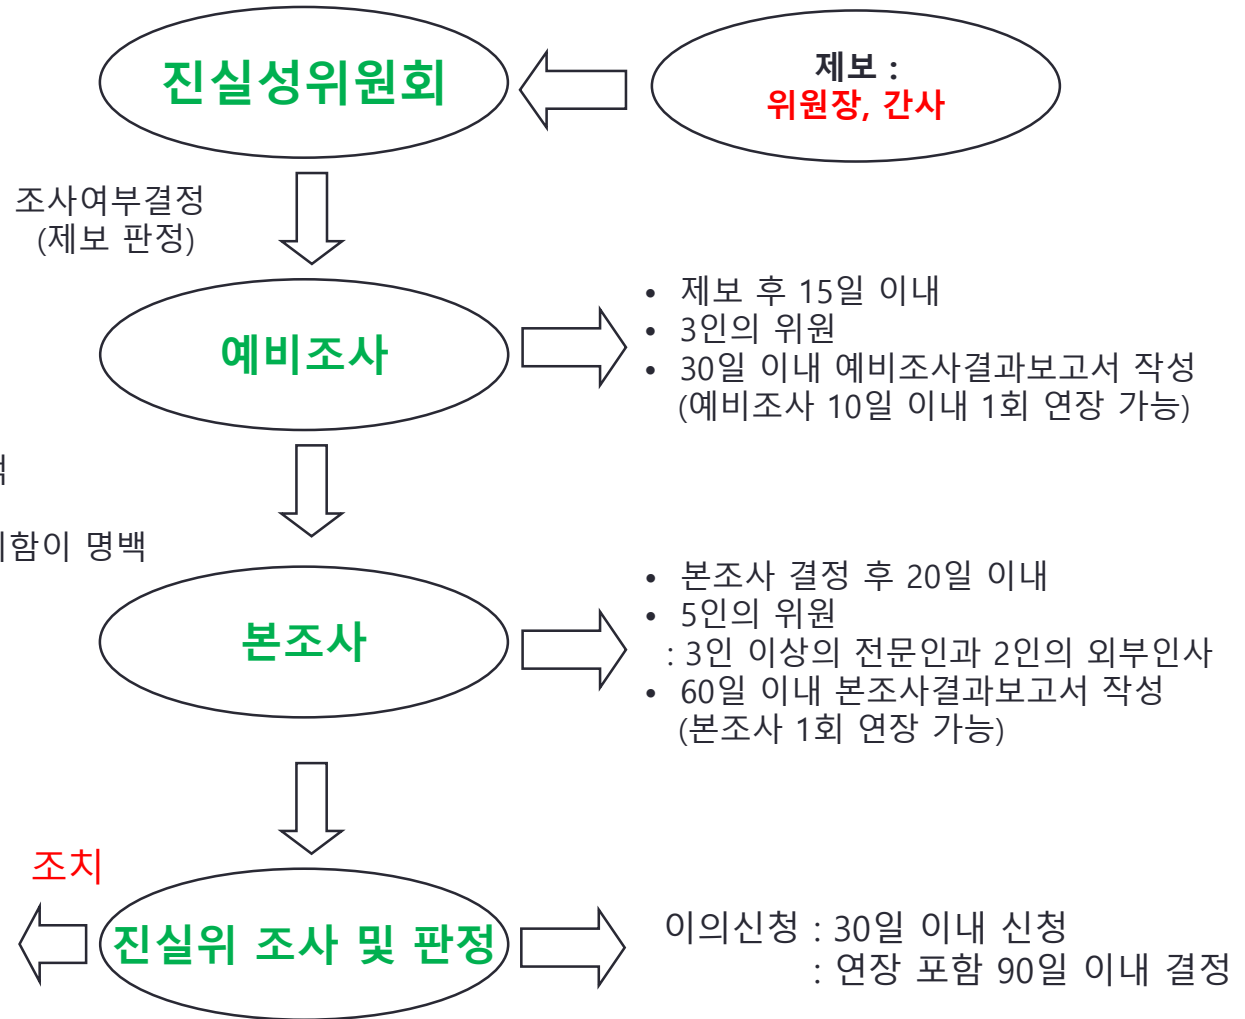 진실성위원회
제보 :
위원장, 간사
조사여부결정
(제보 판정)
예비조사
• 제보 후 15일 이내
• 3인의 위원
• 30일 이내 예비조사결과보고서 작성
(예비조사 10일 이내 1회 연장 가능)
함이 명백
본조사
• 본조사 결정 후 20일 이내
• 5인의 위원
: 3인 이상의 전문인과 2인의 외부인사
• 60일 이내 본조사결과보고서 작성
(본조사 1회 연장 가능)
조치
진실위 조사 및 판정
이의신청 : 30일 이내 신청
: 연장 포함 90일 이내 결정